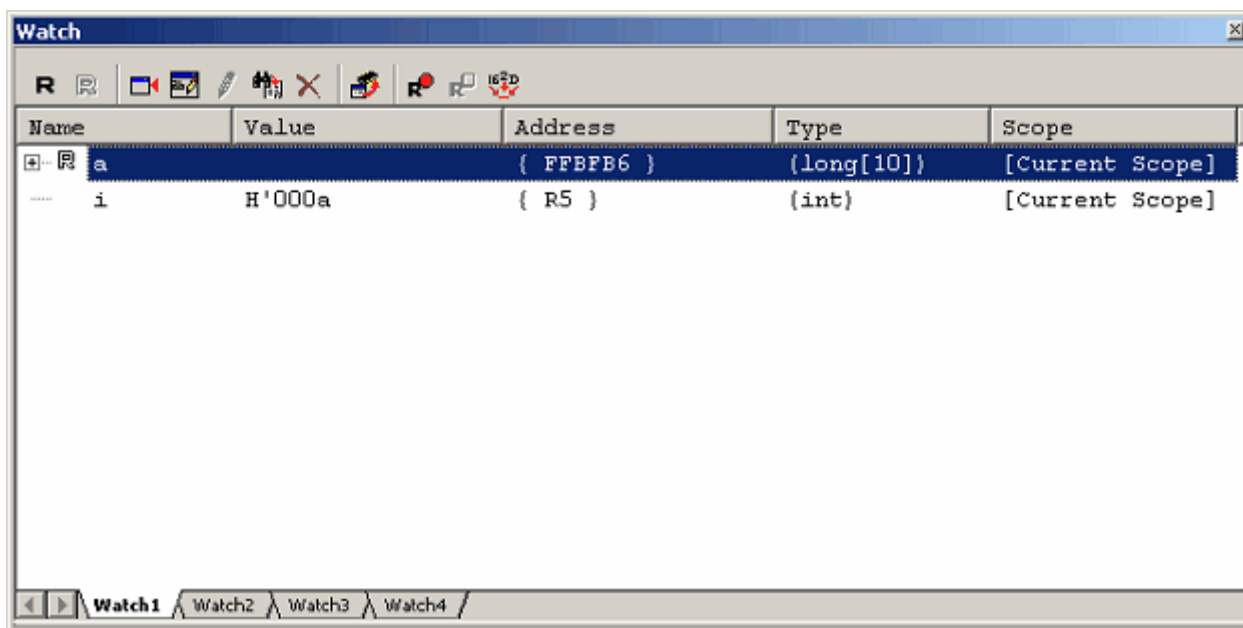 Watch
Name Value Address Type Scope
a { FFBFB6 } {long[10]} [Current Scope]
i H'000a { R5 } {int} [Current Scope]
Watch1 Watch2 Watch3 Watch4